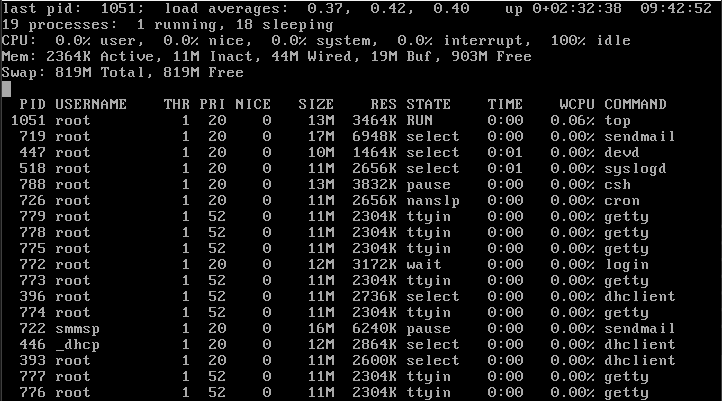 last pid:  1051;  load averages:  0.37,  0.42,  0.40    up 0+02:32:38  09:42:52
19 processes:  1 running, 18 sleeping
CPU:  0.0% user,  0.0% nice,  0.0% system,  0.0% interrupt,  100% idle
Mem: 2364K Active, 11M Inact, 44M Wired, 19M Buf, 903M Free
Swap: 819M Total, 819M Free
  PID USERNAME    THR PRI NICE   SIZE    RES STATE    TIME    WCPU COMMAND
 1051 root          1  20    0    13M  3464K RUN      0:00   0.06% top
  719 root          1  20    0    17M  6948K select   0:00   0.00% sendmail
  447 root          1  20    0    10M  1464K select   0:01   0.00% devd
  518 root          1  20    0    11M  2656K select   0:01   0.00% syslogd
  788 root          1  20    0    13M  3832K pause    0:00   0.00% csh
  726 root          1  20    0    11M  2656K nanslp   0:00   0.00% cron
  779 root          1  52    0    11M  2304K ttyin    0:00   0.00% getty
  778 root          1  52    0    11M  2304K ttyin    0:00   0.00% getty
  775 root          1  52    0    11M  2304K ttyin    0:00   0.00% getty
  772 root          1  20    0    12M  3172K wait     0:00   0.00% login
  773 root          1  52    0    11M  2304K ttyin    0:00   0.00% getty
  396 root          1  52    0    11M  2736K select   0:00   0.00% dhclient
  774 root          1  52    0    11M  2304K ttyin    0:00   0.00% getty
  722 smmsp         1  20    0    16M  6240K pause    0:00   0.00% sendmail
  446 _dhcp         1  20    0    12M  2864K select   0:00   0.00% dhclient
  393 root          1  20    0    11M  2600K select   0:00   0.00% dhclient
  777 root          1  52    0    11M  2304K ttyin    0:00   0.00% getty
  776 root          1  52    0    11M  2304K ttyin    0:00   0.00% getty